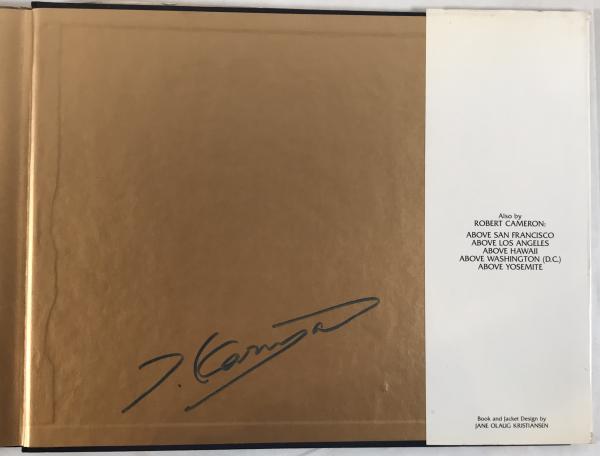 Also by
ROBERT CAMERON:
ABOVE SAN FRANCISCO
ABOVE LOS ANGELES
ABOVE HAWAII
ABOVE WASHINGTON (D.C.)
ABOVE YOSEMITE
Book and Jacket Design by
JANE OLAUG KRISTIANSEN